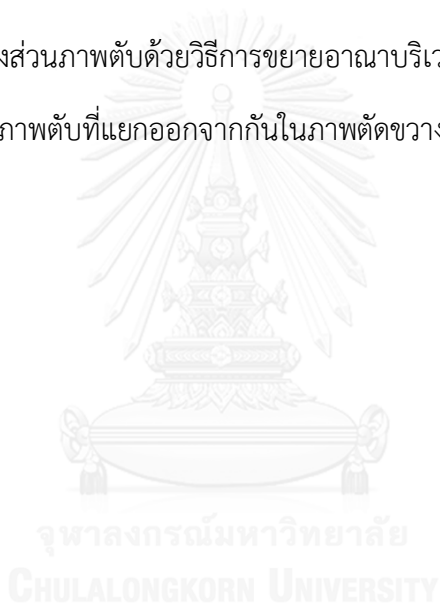 งส่วนภาพตับด้วยวิธีการขยายอาณาบริเว
ภาพตับที่แยกออกจากกันในภาพตัดขวาง
จุฬาลงกรณ์มหาวิทยาลัย
CHULALONGKORN UNIVERSITY